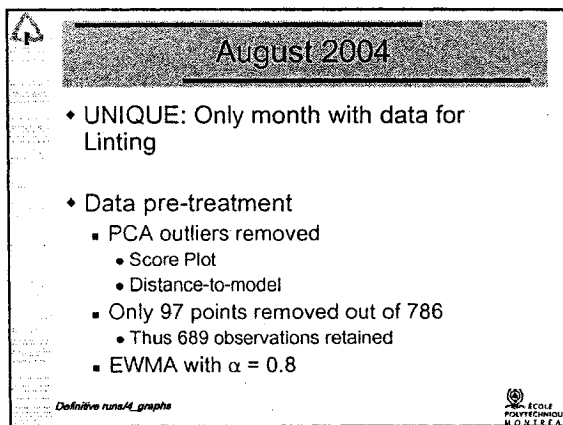 August 2004
◆ UNIQUE: Only month with data for
Linting
◆ Data pre-treatment
▪ PCA outliers removed
• Score Plot
• Distance-to-model
▪ Only 97 points removed out of 786
• Thus 689 observations retained
▪ EWMA with α = 0.8
Definitive runs/4_graphs
ÉCOLE
POLYTECHNIQUE
MONTRÉAL